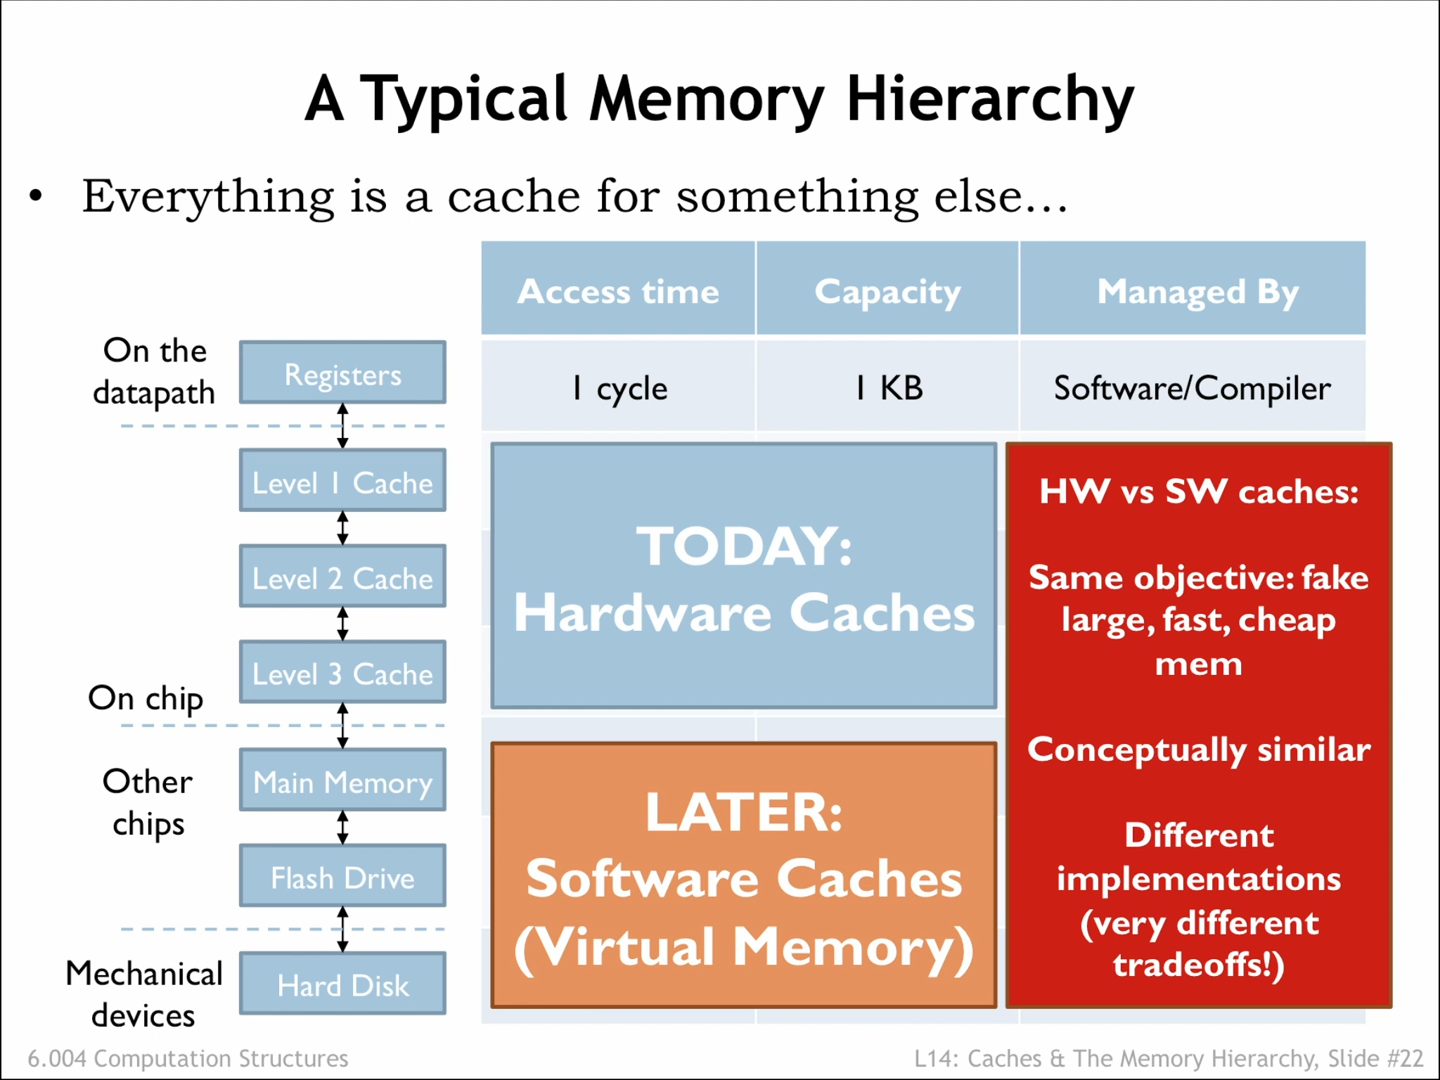 A Typical Memory Hierarchy
• Everything is a cache for something else...
Access time
Capacity
Managed By
On the
datapath
Registers
1 cycle
1 KB
Software/Compiler
Level 1 Cache
Level 2 Cache
Level 3 Cache
On chip
Other
chips
Main Memory
Flash Drive
Mechanical
devices
Hard Disk
TODAY:
Hardware Caches
LATER:
Software Caches
(Virtual Memory)
HW vs SW caches:
Same objective: fake
large, fast, cheap
mem
Conceptually similar
Different
implementations
(very different
tradeoffs!)
6.004 Computation Structures
L14: Caches & The Memory Hierarchy, Slide #22